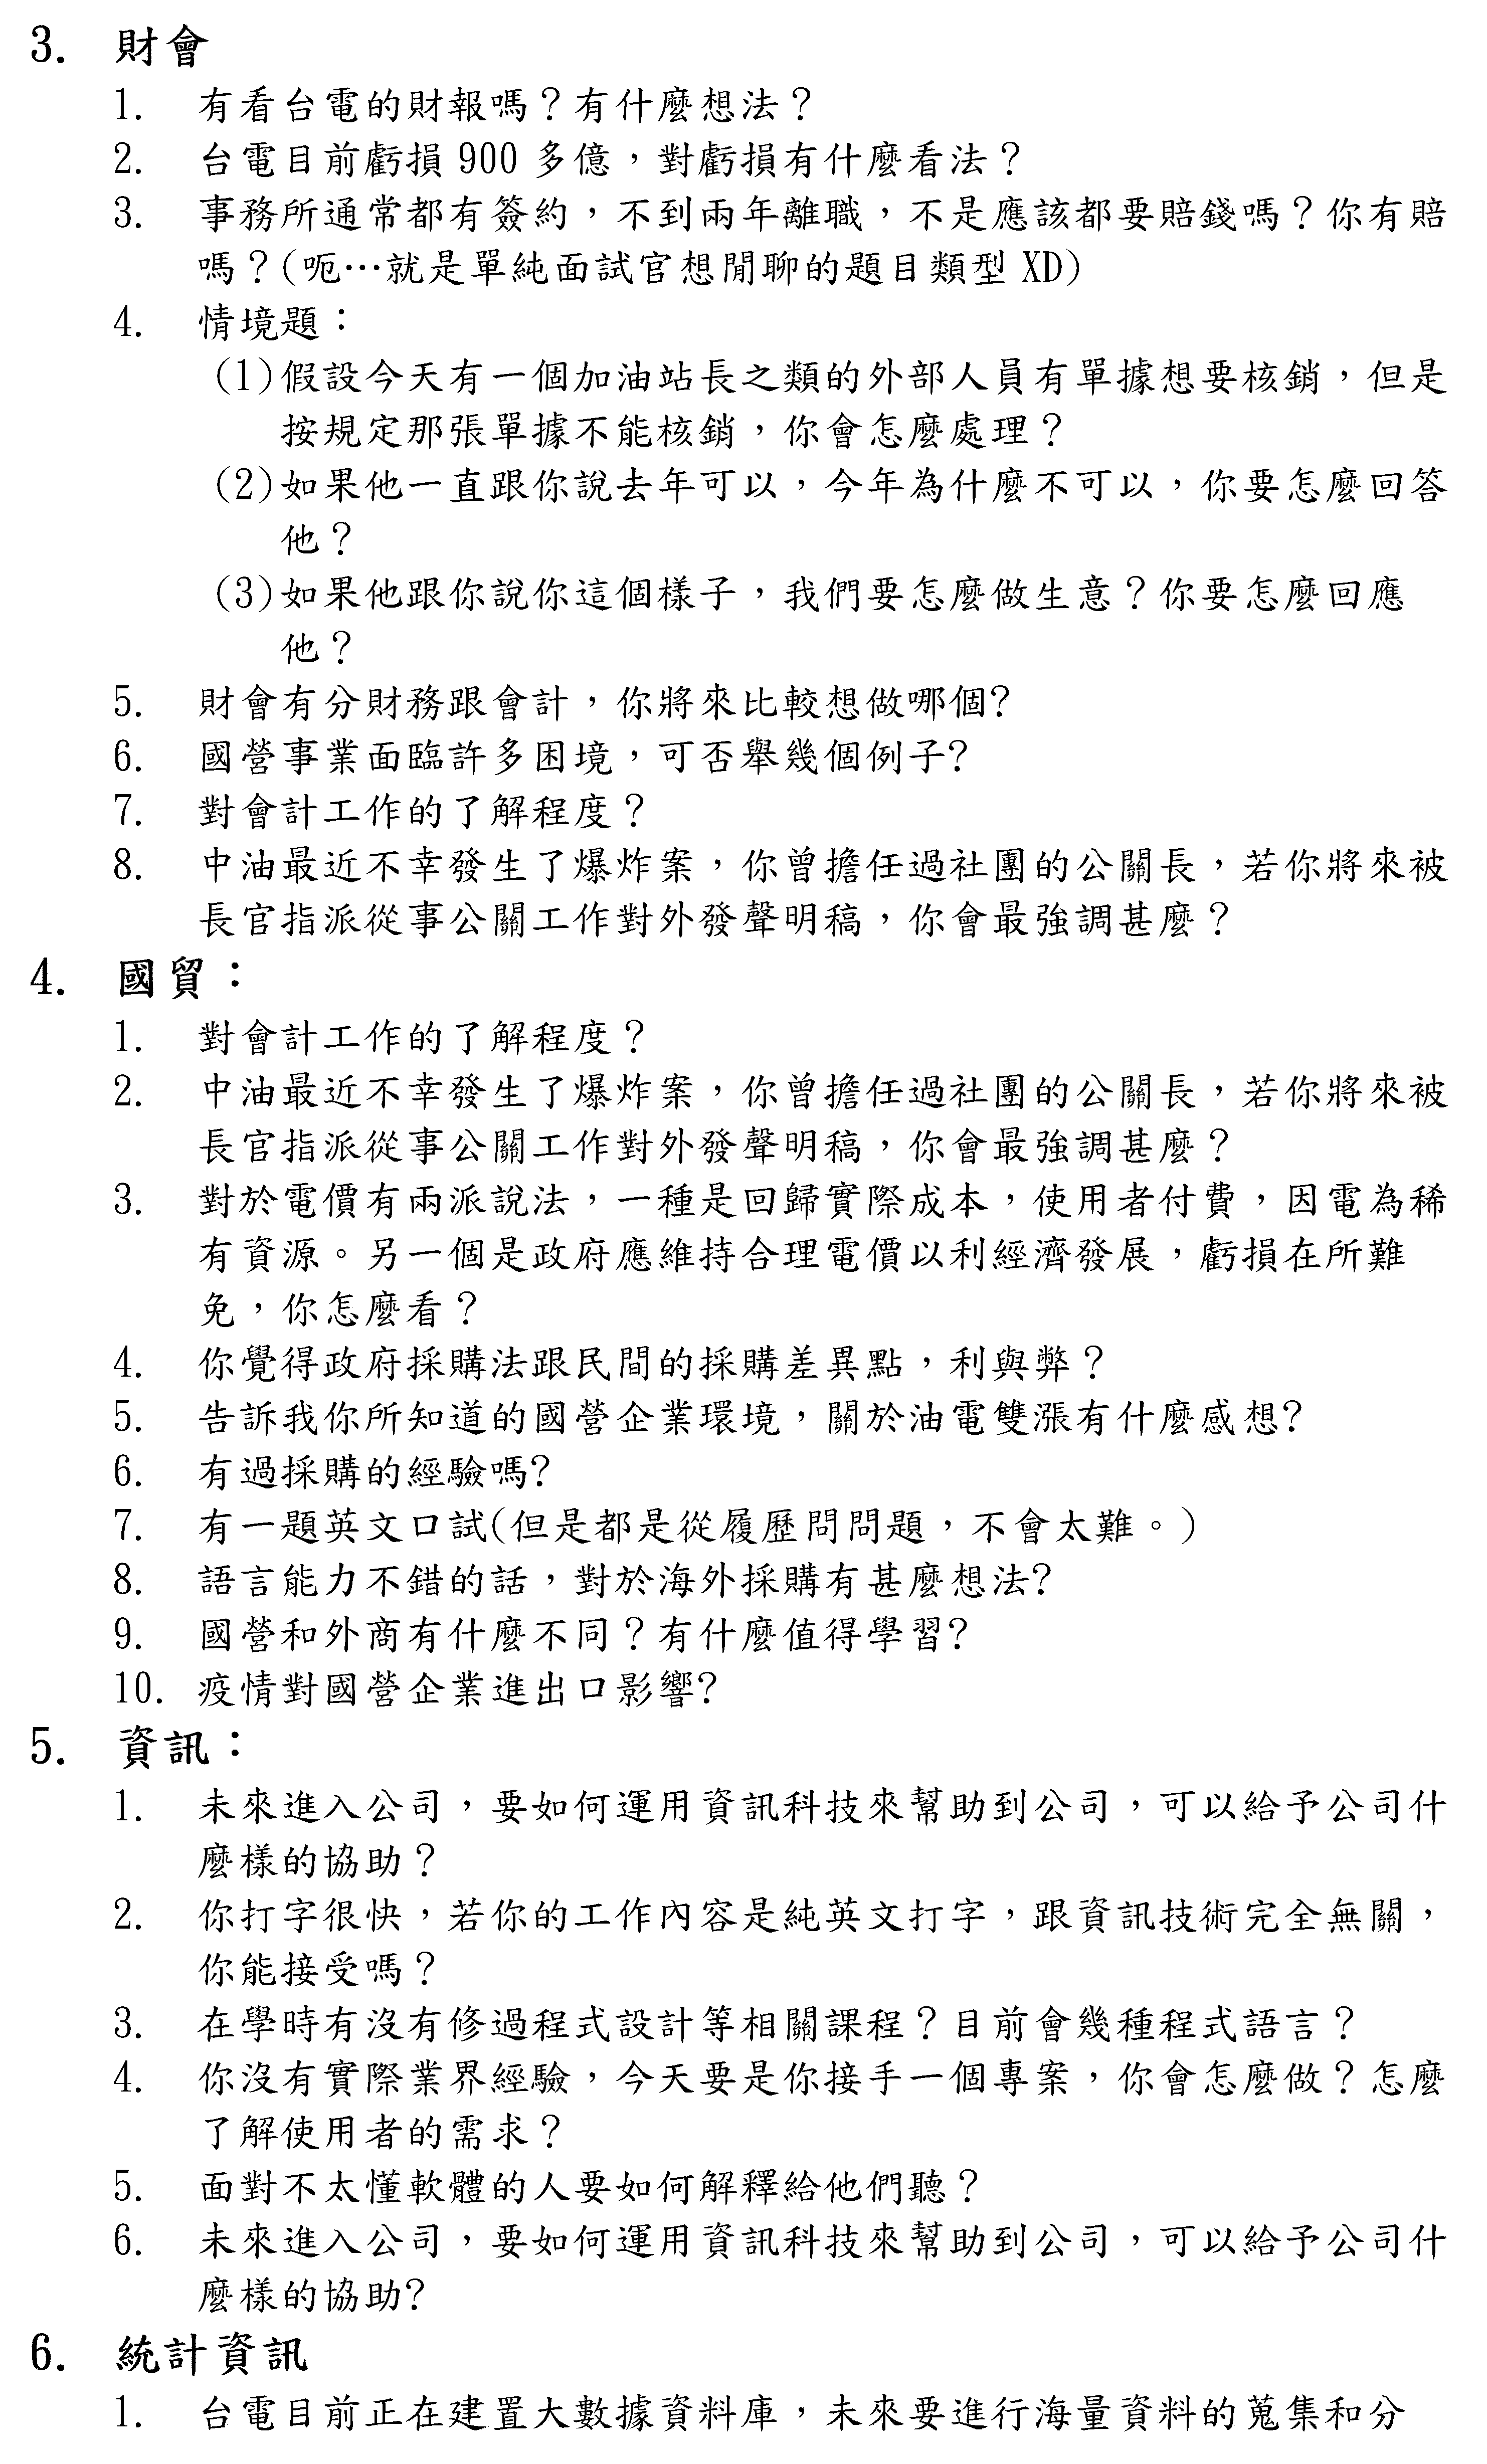 3. 財會
1. 有看台電的財報嗎？有什麼想法？
2. 台電目前虧損 900 多億，對虧損有什麼看法？
3. 事務所通常都有簽約，不到兩年離職，不是應該都要賠錢嗎？你有賠
嗎？(呃…就是單純面試官想閒聊的題目類型 XD)
4. 情境題：
(1)假設今天有一個加油站長之類的外部人員有單據想要核銷，但是
按規定那張單據不能核銷，你會怎麼處理？
(2)如果他一直跟你說去年可以，今年為什麼不可以，你要怎麼回答
他？
(3)如果他跟你說你這個樣子，我們要怎麼做生意？你要怎麼回應
他？
5. 財會有分財務跟會計，你將來比較想做哪個?
6. 國營事業面臨許多困境，可否舉幾個例子?
7. 對會計工作的了解程度？
8. 中油最近不幸發生了爆炸案，你曾擔任過社團的公關長，若你將來被
長官指派從事公關工作對外發聲明稿，你會最強調甚麼？
4. 國貿：
1. 對會計工作的了解程度？
2. 中油最近不幸發生了爆炸案，你曾擔任過社團的公關長，若你將來被
長官指派從事公關工作對外發聲明稿，你會最強調甚麼？
3. 對於電價有兩派說法，一種是回歸實際成本，使用者付費，因電為稀
有資源。另一個是政府應維持合理電價以利經濟發展，虧損在所難
免，你怎麼看？
4. 你覺得政府採購法跟民間的採購差異點，利與弊？
5. 告訴我你所知道的國營企業環境，關於油電雙漲有什麼感想?
6. 有過採購的經驗嗎?
7. 有一題英文口試(但是都是從履歷問問題，不會太難。)
8. 語言能力不錯的話，對於海外採購有甚麼想法?
9. 國營和外商有什麼不同？有什麼值得學習?
10. 疫情對國營企業進出口影響?
5. 資訊：
1. 未來進入公司，要如何運用資訊科技來幫助到公司，可以給予公司什
麼樣的協助？
2. 你打字很快，若你的工作內容是純英文打字，跟資訊技術完全無關，
你能接受嗎？
3. 在學時有沒有修過程式設計等相關課程？目前會幾種程式語言？
4. 你沒有實際業界經驗，今天要是你接手一個專案，你會怎麼做？怎麼
了解使用者的需求？
5. 面對不太懂軟體的人要如何解釋給他們聽？
6. 未來進入公司，要如何運用資訊科技來幫助到公司，可以給予公司什
麼樣的協助?
6. 統計資訊
1. 台電目前正在建置大數據資料庫，未來要進行海量資料的蒐集和分